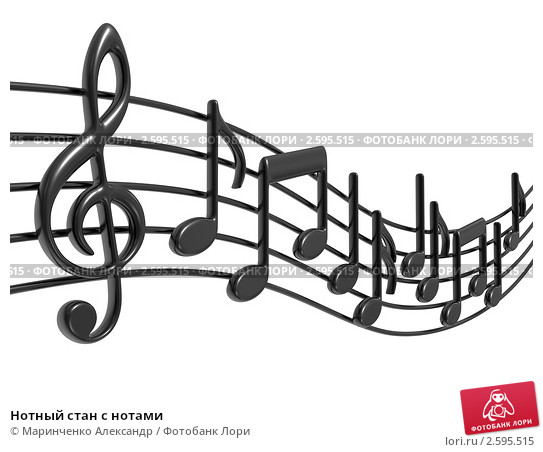 515 · ФОТОБАНК ЛОРИ · 2.595.515 · ФОТОБАНК ЛОРИ · 2.595.515 · ФОТОБАНК ЛОРИ · 2.595.515 · Ф
515 · ФОТОБАНК ЛОРИ · 2.595.515 · ФОТОБАНК ЛОРИ · 2.595.515 · ФОТОБАНК ЛОРИ · 2.595.515 · Ф
Нотный стан с нотами
© Маринченко Александр / Фотобанк Лори
ФОТОБАНК ЛОРИ
lori.ru / 2.595.515